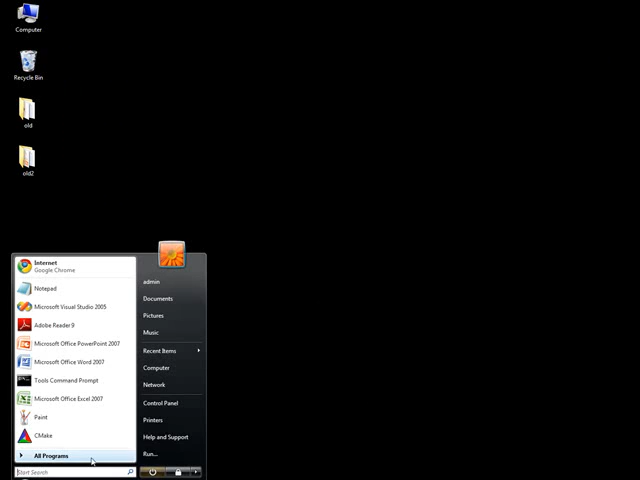 Computer
Recycle Bin
old
old2
Internet
Google Chrome
Notepad
Microsoft Visual Studio 2005
Adobe Reader 9
Microsoft Office PowerPoint 2007
Microsoft Office Word 2007
Tools Command Prompt
Microsoft Office Excel 2007
Paint
CMake
All Programs
Start Search
admin
Documents
Pictures
Music
Recent Items
Computer
Network
Control Panel
Printers
Help and Support
Run...